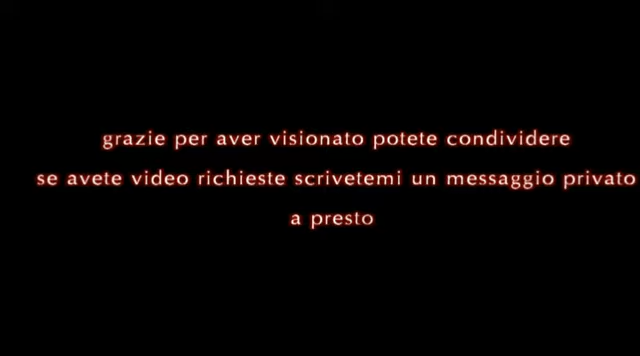 grazie per aver visionato potete condividere
se avete video richieste scrivetemi un messaggio privato
a presto